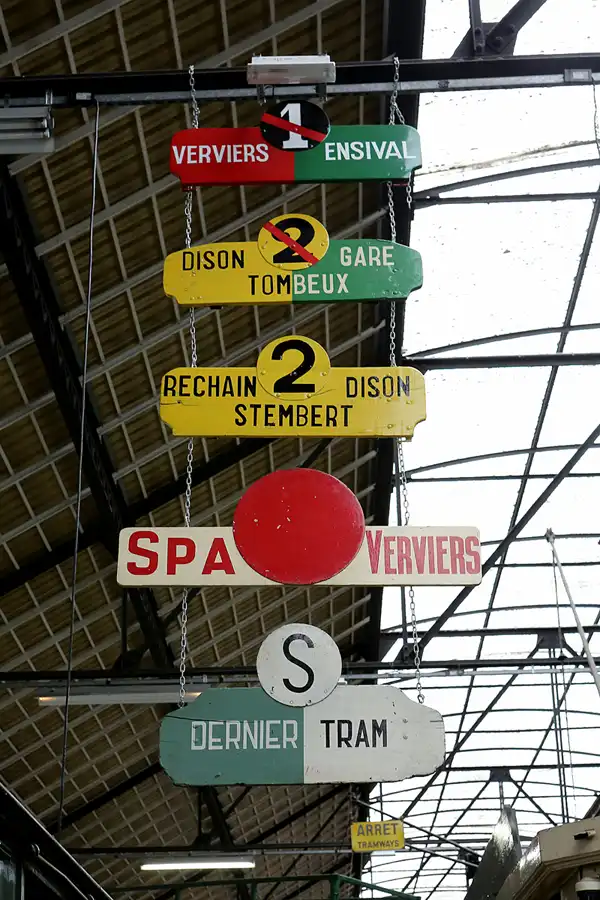 1
VERVIERS ENSIVAL
2
DISON GARE
TOMBEUX
2
RECHAIN DISON
STEMBERT
SPA VERVIERS
S
DERNIER TRAM
ARRET
TRAMWAYS